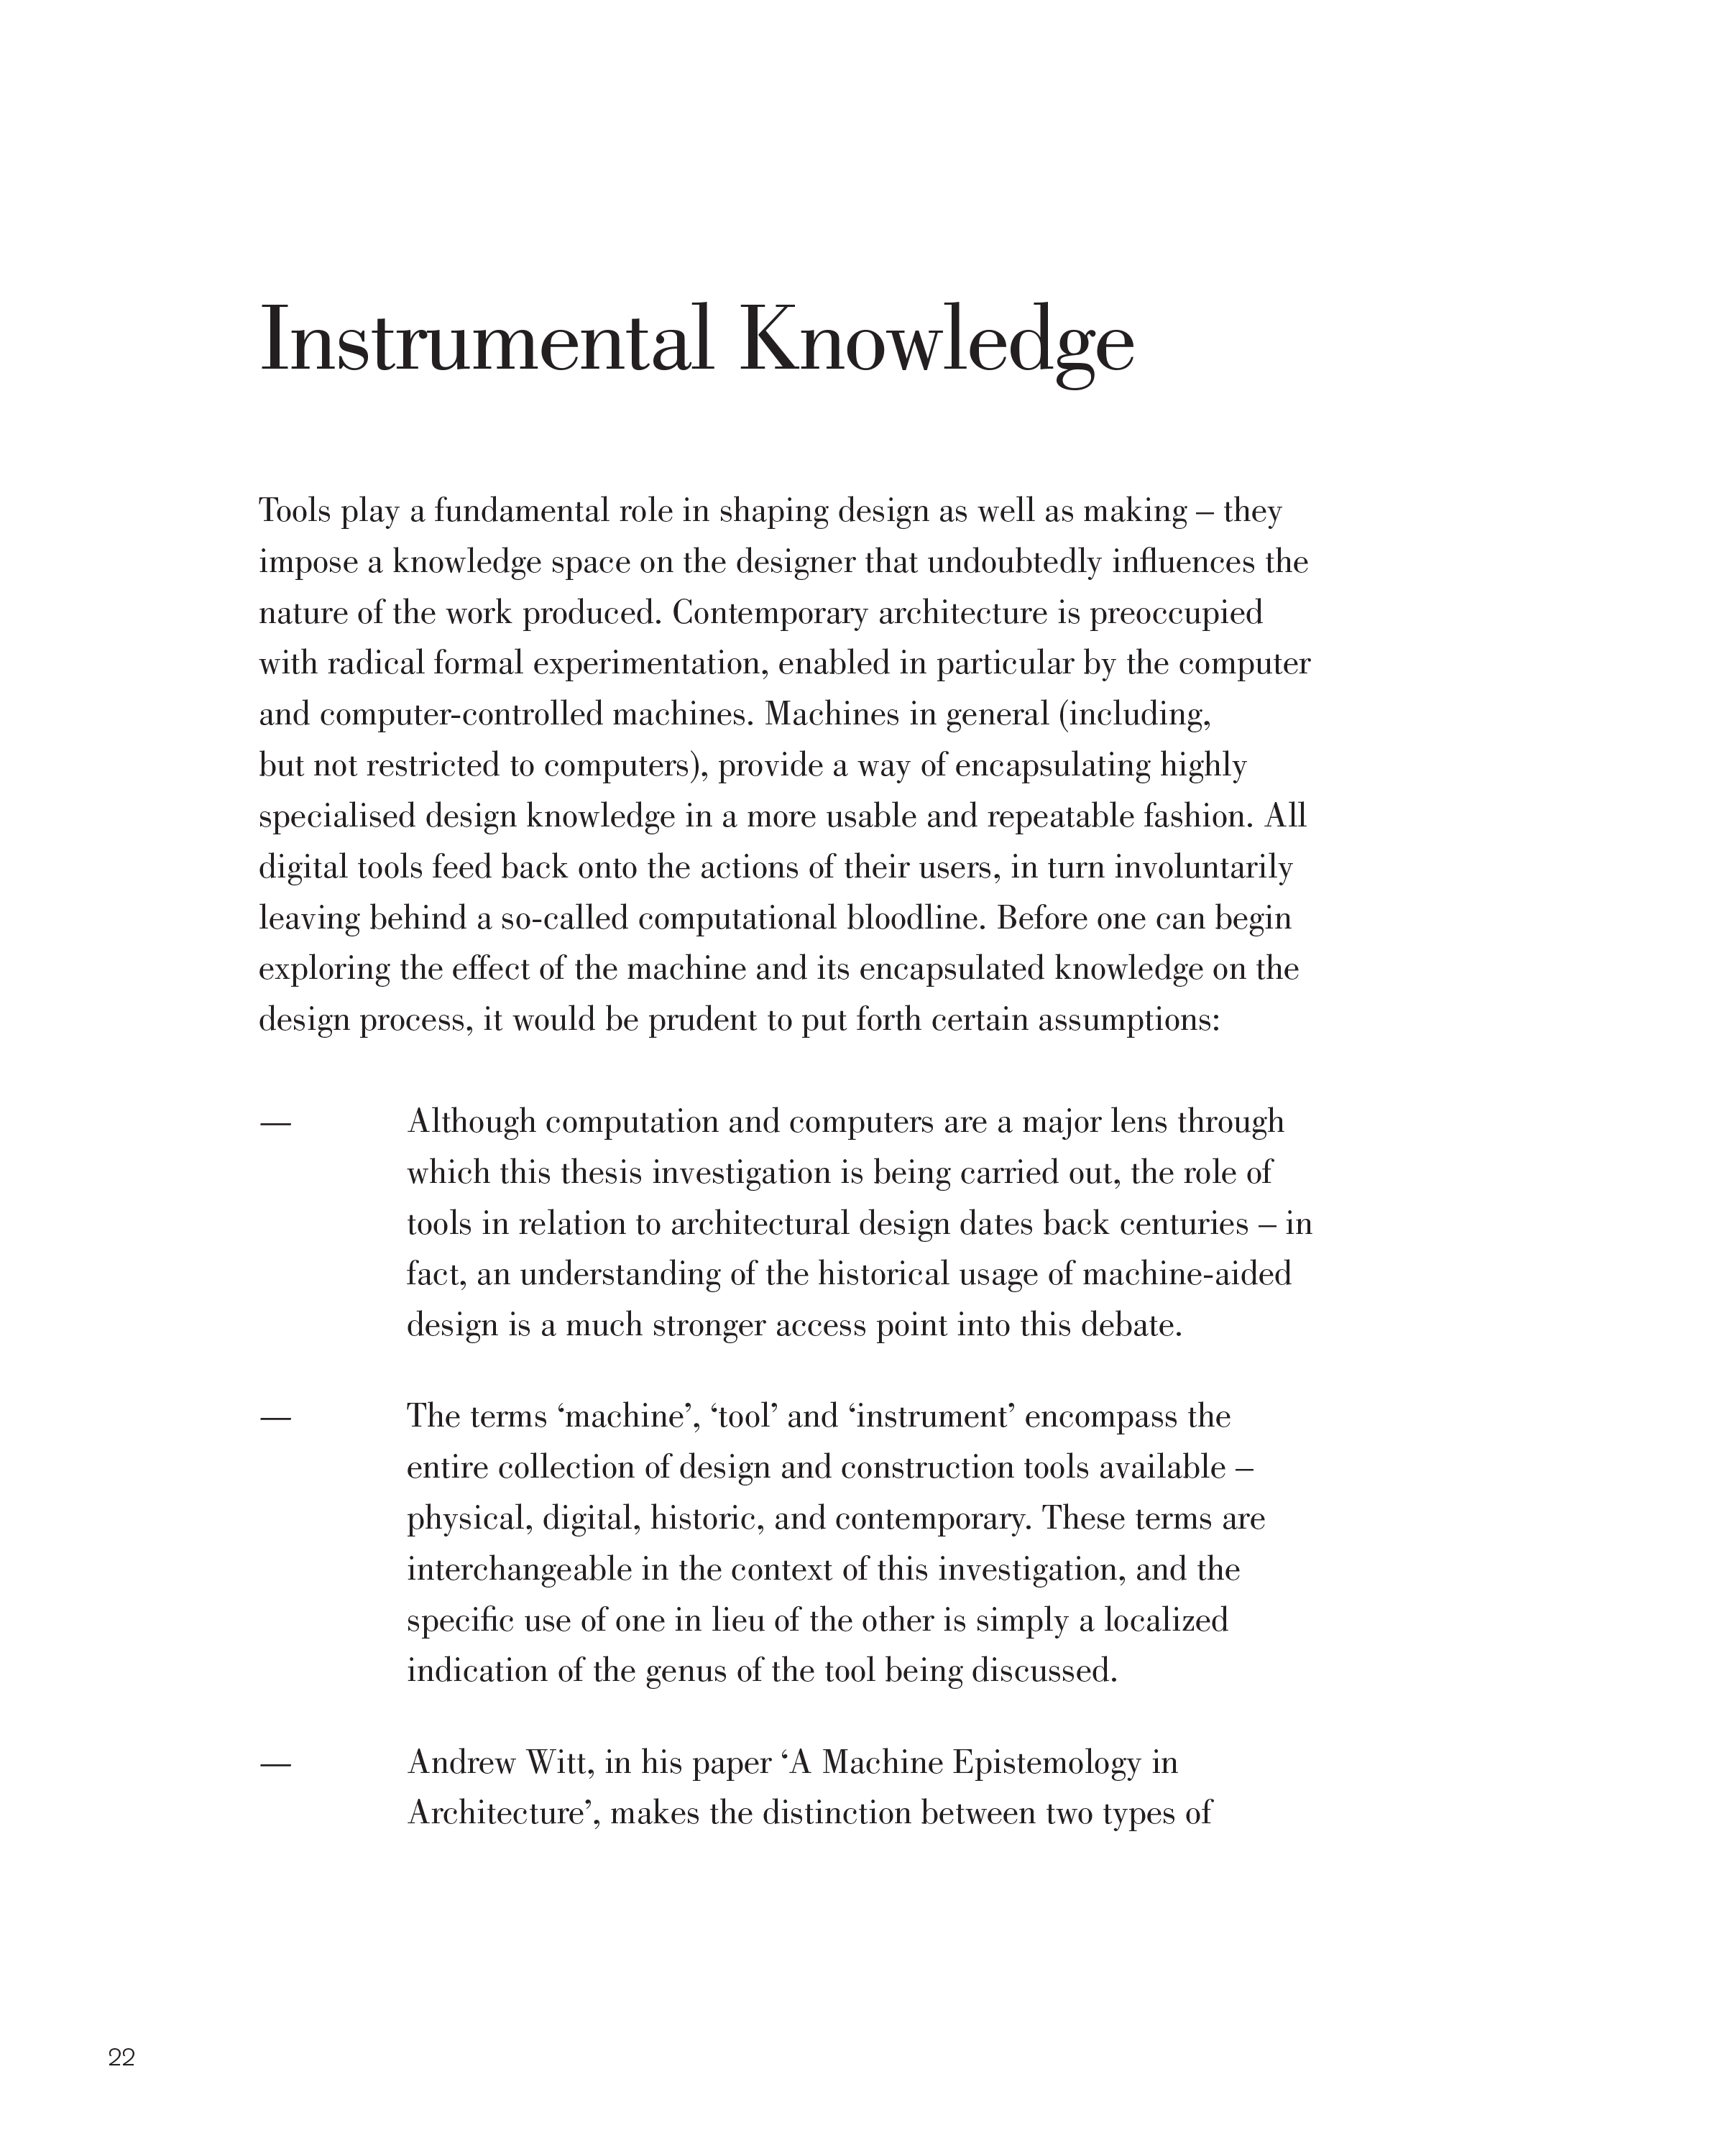 Instrumental Knowledge
Tools play a fundamental role in shaping design as well as making – they
impose a knowledge space on the designer that undoubtedly influences the
nature of the work produced. Contemporary architecture is preoccupied
with radical formal experimentation, enabled in particular by the computer
and computer-controlled machines. Machines in general (including,
but not restricted to computers), provide a way of encapsulating highly
specialised design knowledge in a more usable and repeatable fashion. All
digital tools feed back onto the actions of their users, in turn involuntarily
leaving behind a so-called computational bloodline. Before one can begin
exploring the effect of the machine and its encapsulated knowledge on the
design process, it would be prudent to put forth certain assumptions:
— Although computation and computers are a major lens through
which this thesis investigation is being carried out, the role of
tools in relation to architectural design dates back centuries – in
fact, an understanding of the historical usage of machine-aided
design is a much stronger access point into this debate.
— The terms ‘machine’, ‘tool’ and ‘instrument’ encompass the
entire collection of design and construction tools available –
physical, digital, historic, and contemporary. These terms are
interchangeable in the context of this investigation, and the
specific use of one in lieu of the other is simply a localized
indication of the genus of the tool being discussed.
— Andrew Witt, in his paper ‘A Machine Epistemology in
Architecture’, makes the distinction between two types of
22